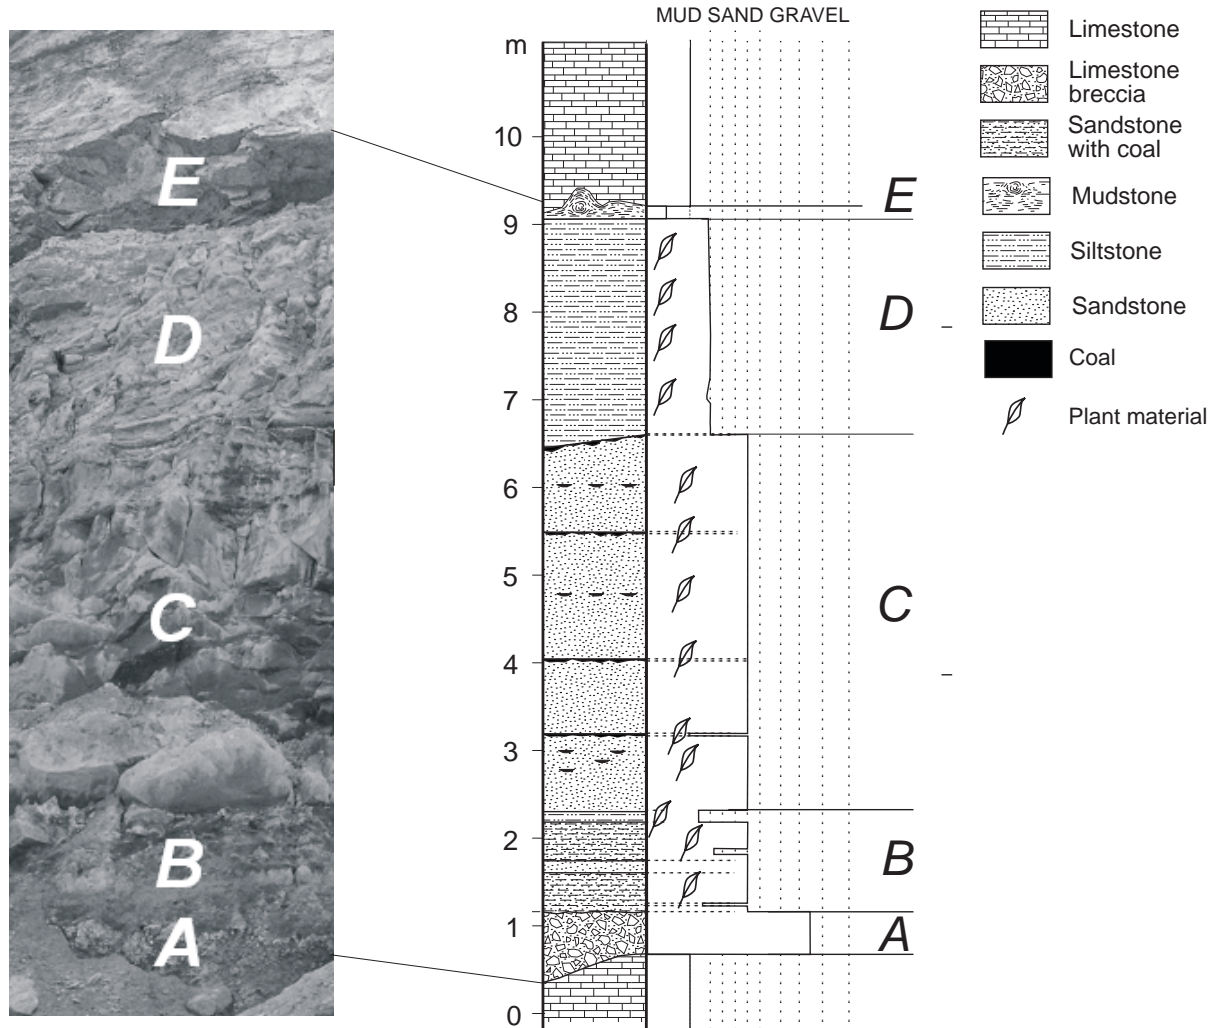 MUD SAND GRAVEL
m
10
9
8
7
6
5
4
3
2
1
0
E
D
C
B
A
E
D
C
B
A
Limestone
Limestone
breccia
Sandstone
with coal
Mudstone
Siltstone
Sandstone
Coal
Plant material